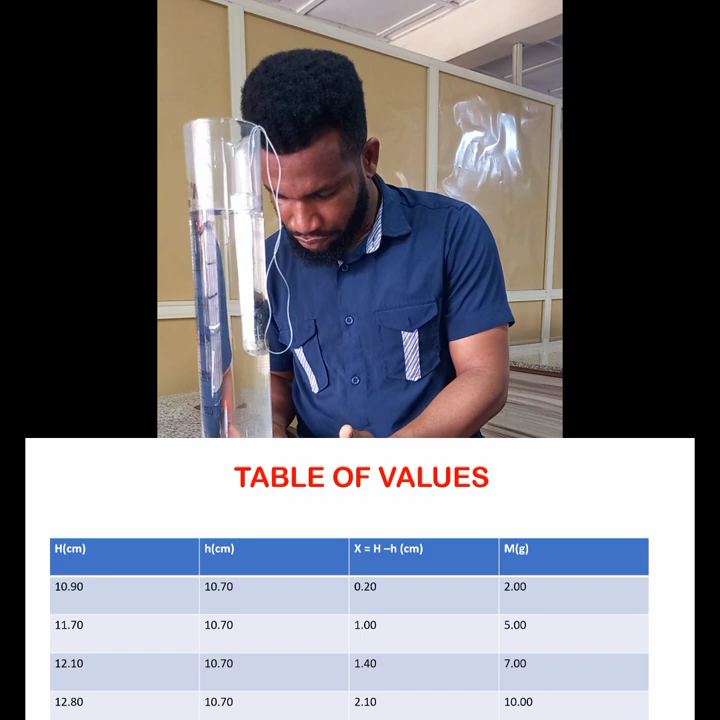 TABLE OF VALUES
H(cm) h(cm) X = H –h (cm) M(g)
10.90 10.70 0.20 2.00
11.70 10.70 1.00 5.00
12.10 10.70 1.40 7.00
12.80 10.70 2.10 10.00